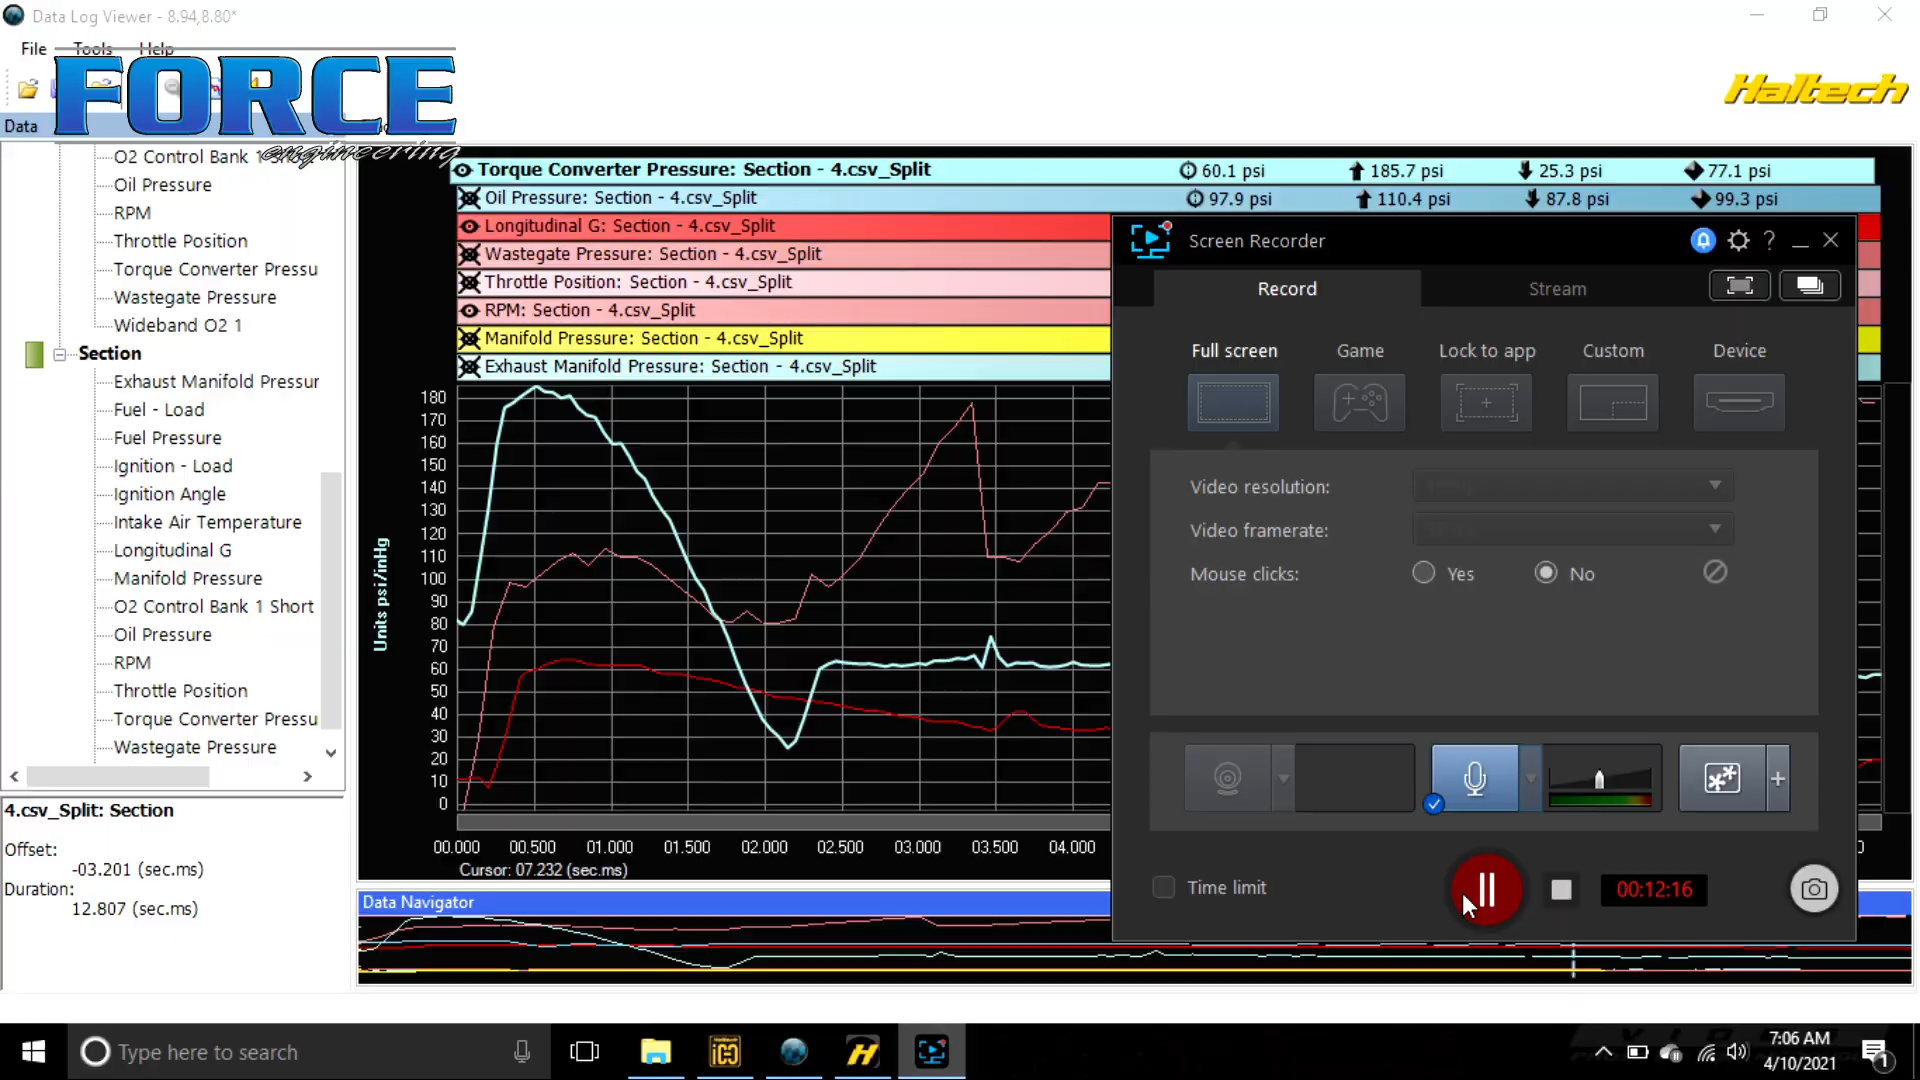 Data Log Viewer - 8.94,8.80*
File Tools Help
FORCE
engineering
Haltech
Data
O2 Control Bank 1
Oil Pressure
RPM
Throttle Position
Torque Converter Pressu
Wastegate Pressure
Wideband O2 1
Section
Exhaust Manifold Pressur
Fuel - Load
Fuel Pressure
Ignition - Load
Ignition Angle
Intake Air Temperature
Longitudinal G
Manifold Pressure
O2 Control Bank 1 Short
Oil Pressure
RPM
Throttle Position
Torque Converter Pressu
Wastegate Pressure
4.csv_Split: Section
Offset:
-03.201 (sec.ms)
Duration:
12.807 (sec.ms)
Torque Converter Pressure: Section - 4.csv_Split 60.1 psi 185.7 psi 25.3 psi 77.1 psi
Oil Pressure: Section - 4.csv_Split 97.9 psi 110.4 psi 87.8 psi 99.3 psi
Longitudinal G: Section - 4.csv_Split
Wastegate Pressure: Section - 4.csv_Split
Throttle Position: Section - 4.csv_Split
RPM: Section - 4.csv_Split
Manifold Pressure: Section - 4.csv_Split
Exhaust Manifold Pressure: Section - 4.csv_Split
Units psi/inHg
180
170
160
150
140
130
120
110
100
90
80
70
60
50
40
30
20
10
0
00.000 00.500 01.000 01.500 02.000 02.500 03.000 03.500 04.000
Cursor: 07.232 (sec.ms)
Data Navigator
Screen Recorder
?
Record Stream
Full screen Game Lock to app Custom Device
Video resolution:
Video framerate:
Mouse clicks: Yes No
Time limit
00:12:16
Type here to search
7:06 AM
4/10/2021
1